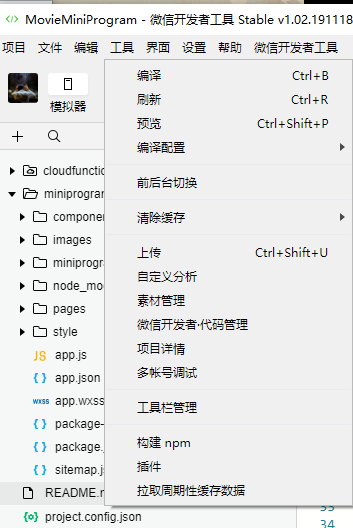 MovieMiniProgram - 微信开发者工具 Stable v1.02.191118
项目 文件 编辑 工具 界面 设置 帮助 微信开发者工具
模拟器
编译 Ctrl+B
刷新 Ctrl+R
预览 Ctrl+Shift+P
编译配置
前后台切换
清除缓存
上传 Ctrl+Shift+U
自定义分析
素材管理
微信开发者·代码管理
项目详情
多帐号调试
工具栏管理
构建 npm
插件
拉取周期性缓存数据
cloudfunction
miniprogram
componen
images
miniprogra
node_mod
pages
style
JS app.js
{ } app.json
wxss app.wxss
{ } package-
{ } package.
{ } sitemap.js
README.m
{o} project.config.json
33
34